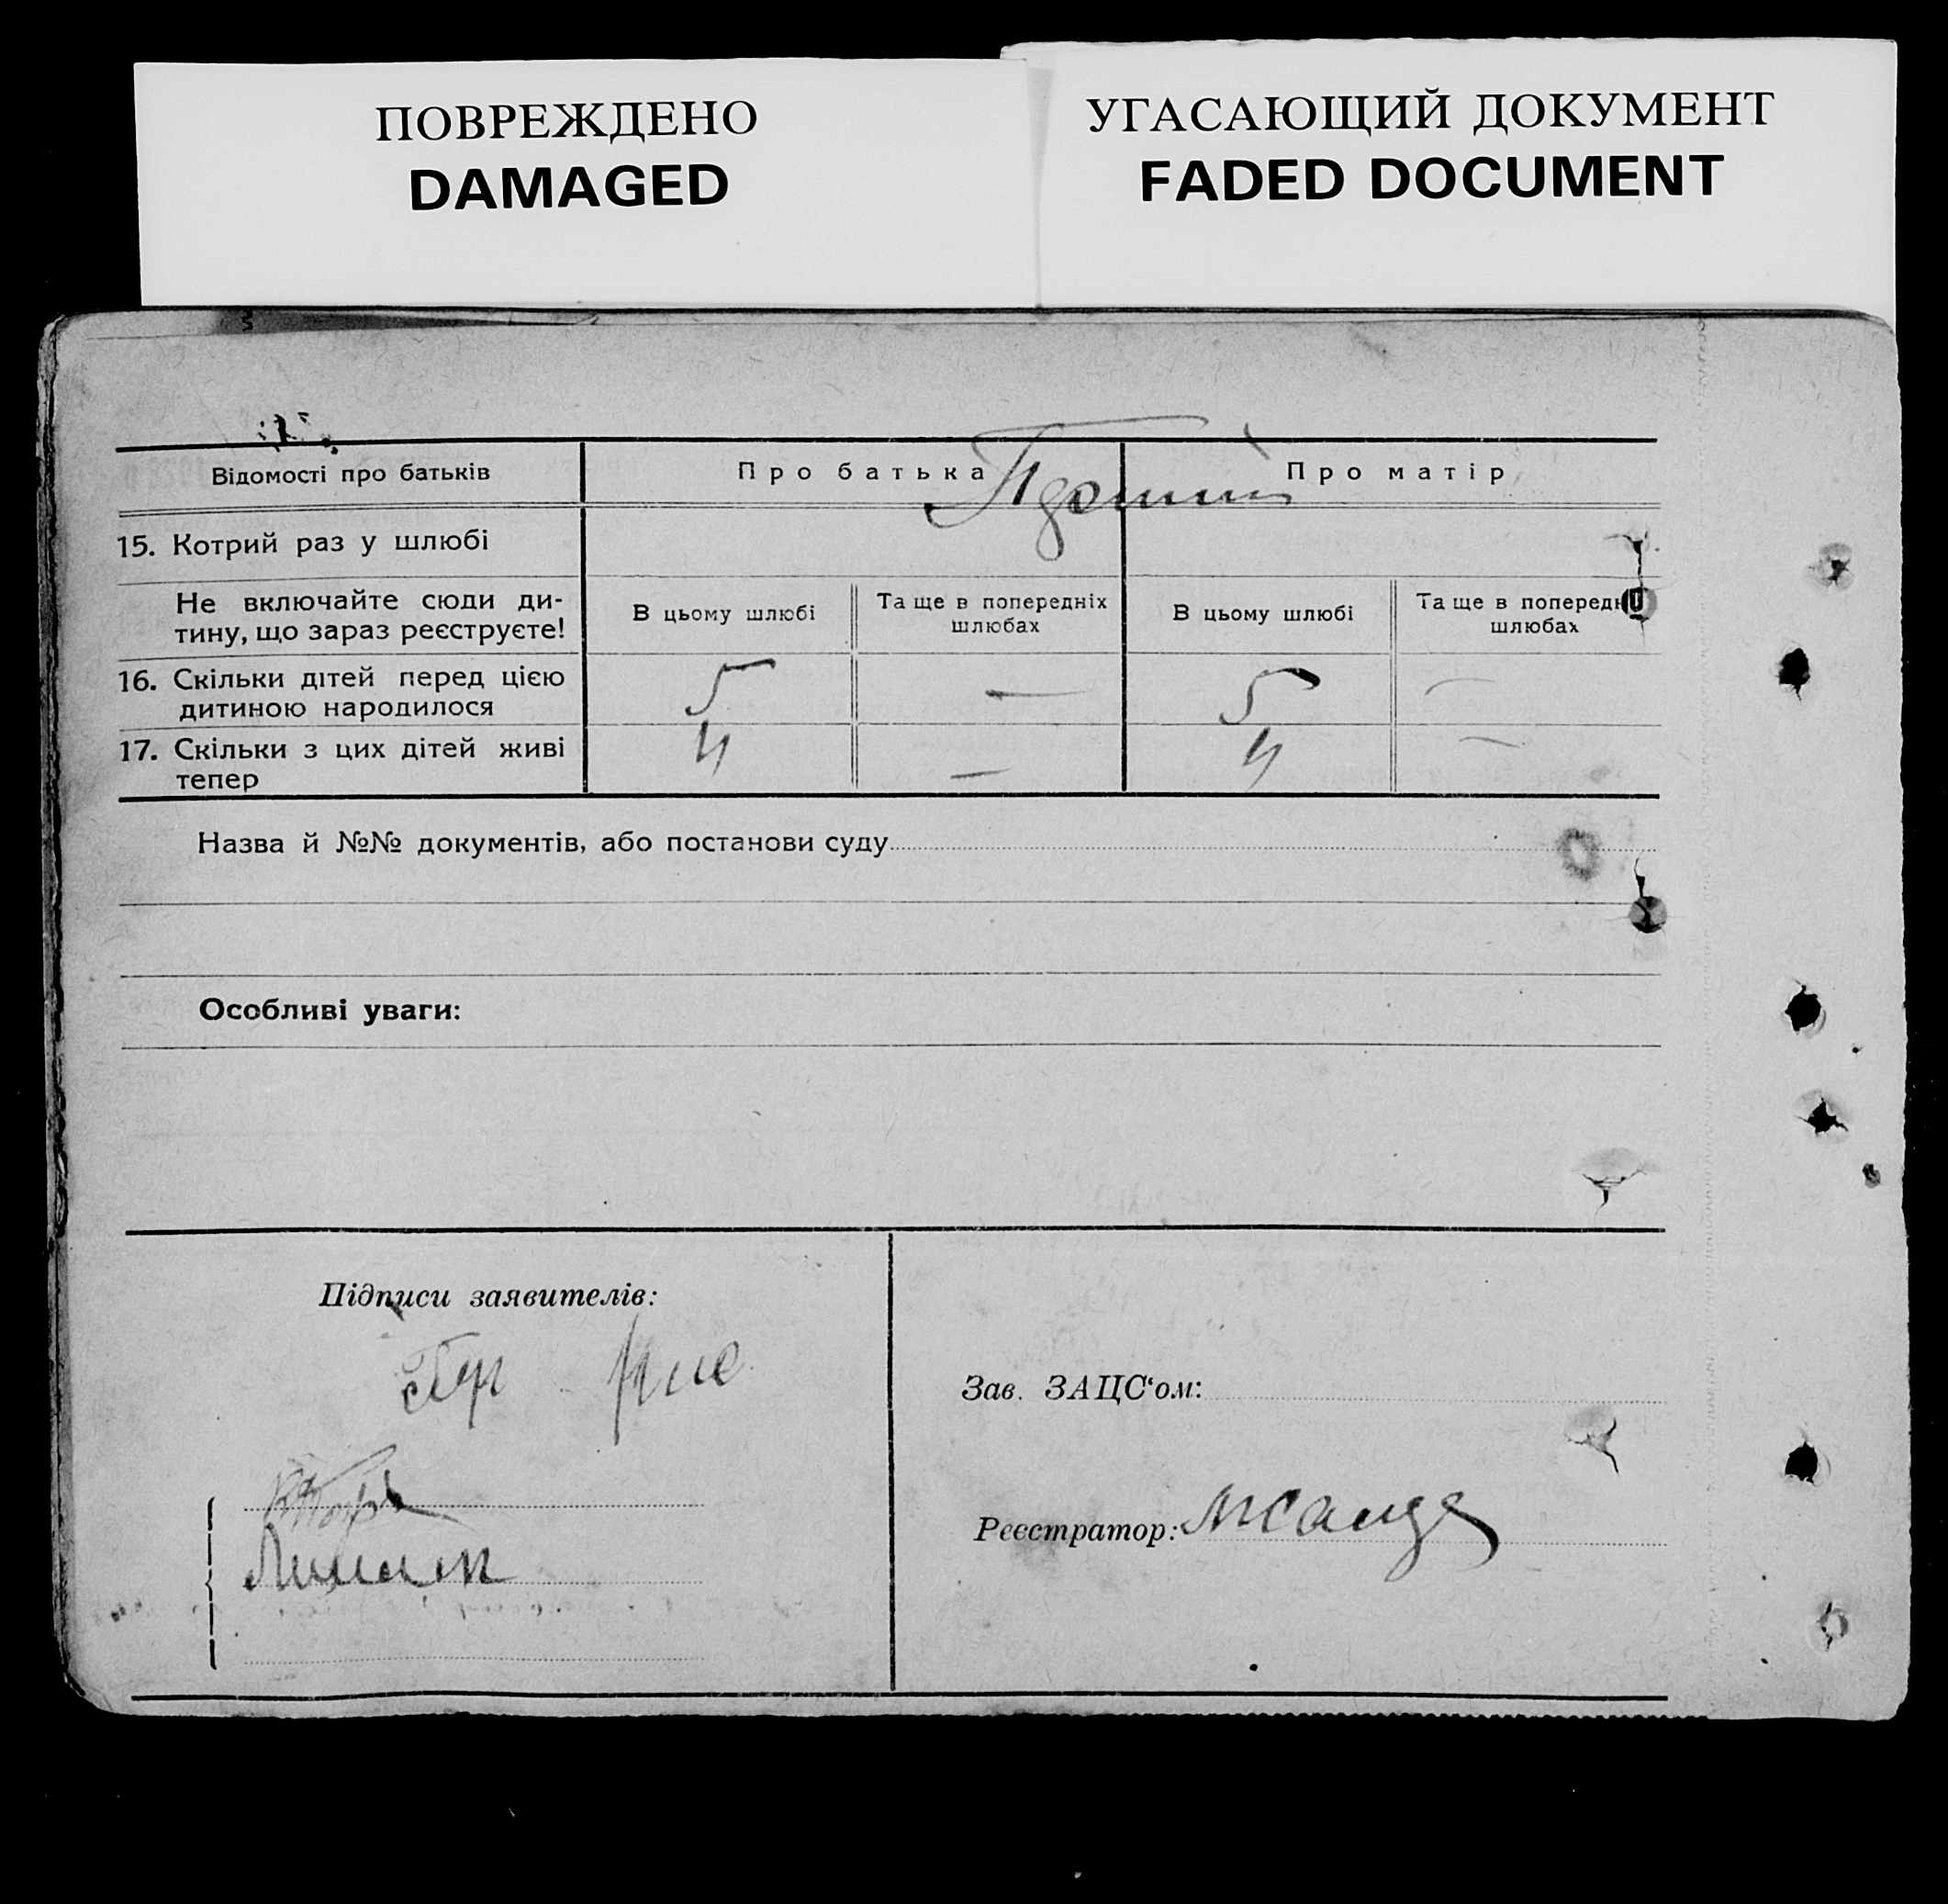 ПОВРЕЖДЕНО
DAMAGED
УГАСАЮЩИЙ ДОКУМЕНТ
FADED DOCUMENT
Відомості про батьків Про батька Про матір
15. Котрий раз у шлюбі
Не включайте сюди ди-
тину, що зараз реєструєте!
В цьому шлюбі
Та ще в попередніх
шлюбах
В цьому шлюбі
Та ще в попередн
шлюбах
16. Скільки дітей перед цією
дитиною народилося
5 — 5 —
17. Скільки з цих дітей живі
тепер
4 — 4 —
Назва й №№ документів, або постанови суду
Особливі уваги:
Підписи заявителів:
Зав. ЗАЦС‘ом:
Реєстратор: